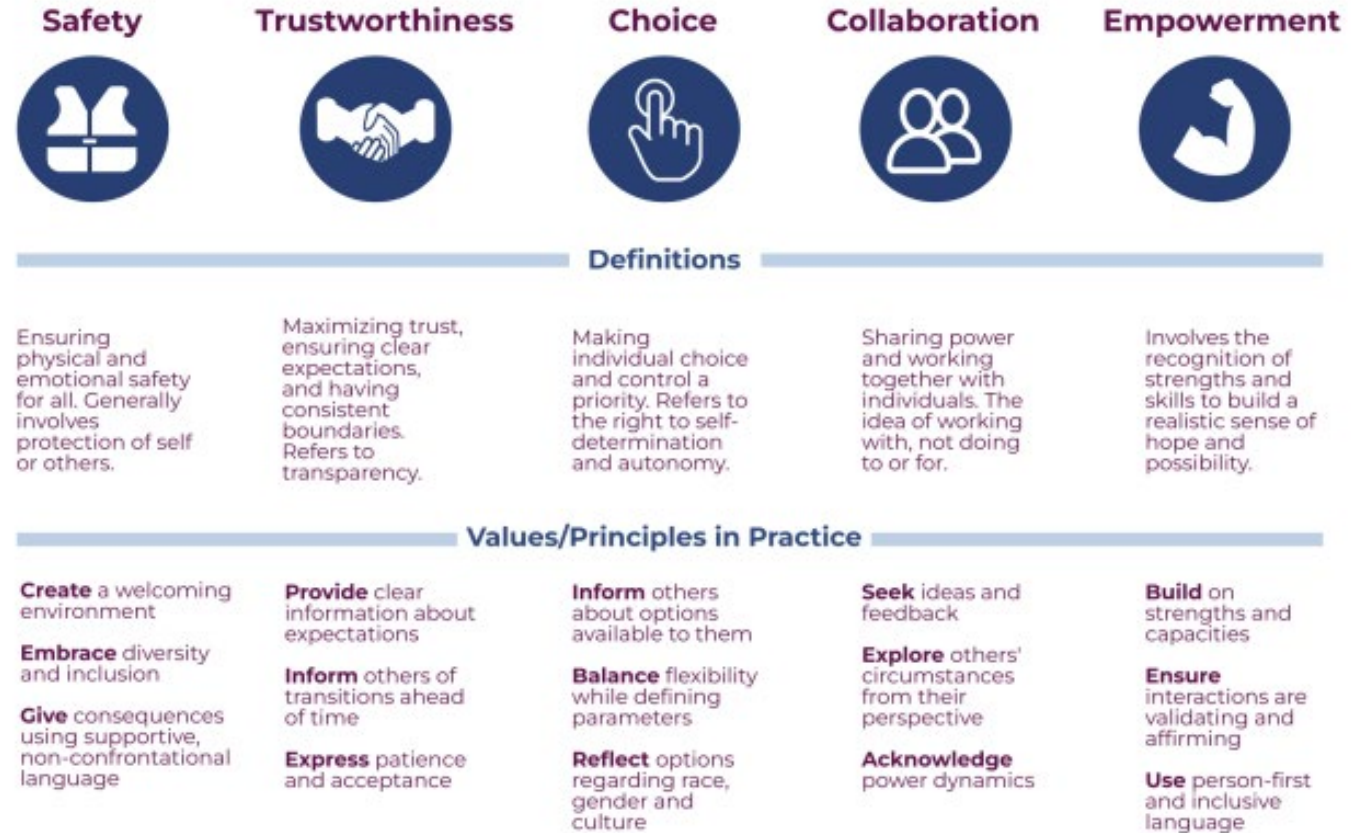 Safety
Trustworthiness
Choice
Collaboration
Empowerment
Definitions
Ensuring
physical and
emotional safety
for all. Generally
involves
protection of self
or others.
Maximizing trust,
ensuring clear
expectations,
and having
consistent
boundaries.
Refers to
transparency.
Making
individual choice
and control a
priority. Refers to
the right to self-
determination
and autonomy.
Sharing power
and working
together with
individuals. The
idea of working
with, not doing
to or for.
Involves the
recognition of
strengths and
skills to build a
realistic sense of
hope and
possibility.
Values/Principles in Practice
Create a welcoming
environment
Embrace diversity
and inclusion
Give consequences
using supportive,
non-confrontational
language
Provide clear
information about
expectations
Inform others of
transitions ahead
of time
Express patience
and acceptance
Inform others
about options
available to them
Balance flexibility
while defining
parameters
Reflect options
regarding race,
gender and
culture
Seek ideas and
feedback
Explore others'
circumstances
from their
perspective
Acknowledge
power dynamics
Build on
strengths and
capacities
Ensure
interactions are
validating and
affirming
Use person-first
and inclusive
language